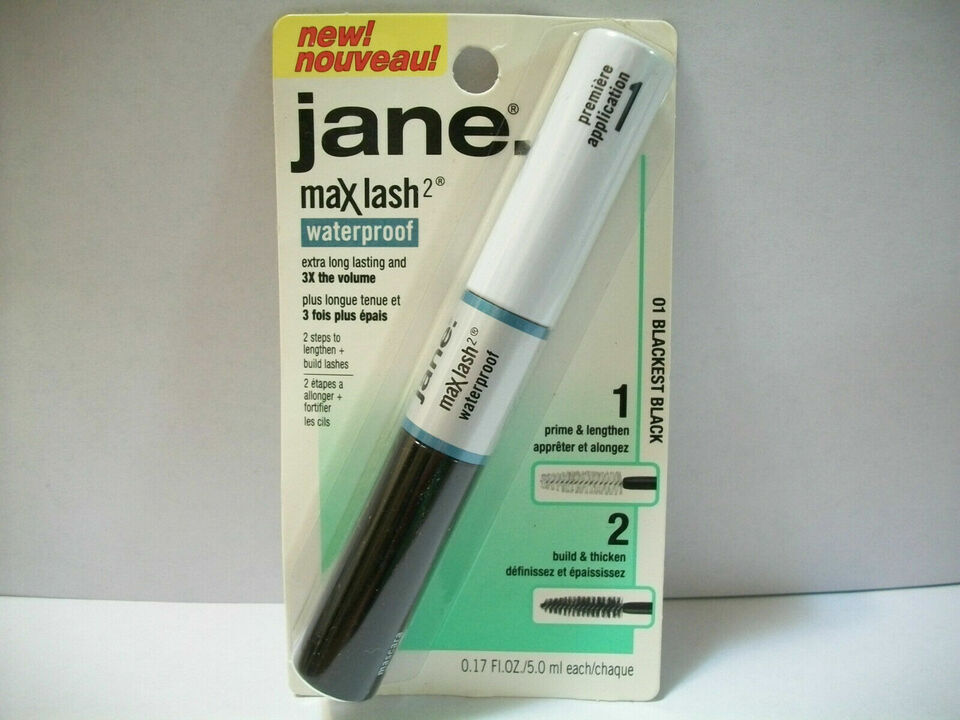 new!
nouveau!
jane.®
maXlash2®
waterproof
extra long lasting and
3X the volume
plus longue tenue et
3 fois plus épais
2 steps to
lengthen +
build lashes
2 étapes a
allonger +
fortifier
les cils
première
application
1
jane.
maXlash2®
waterproof
mascara
01 BLACKEST BLACK
1
prime & lengthen
apprêter et alongez
2
build & thicken
définissez et épaississez
0.17 Fl.OZ./5.0 ml each/chaque